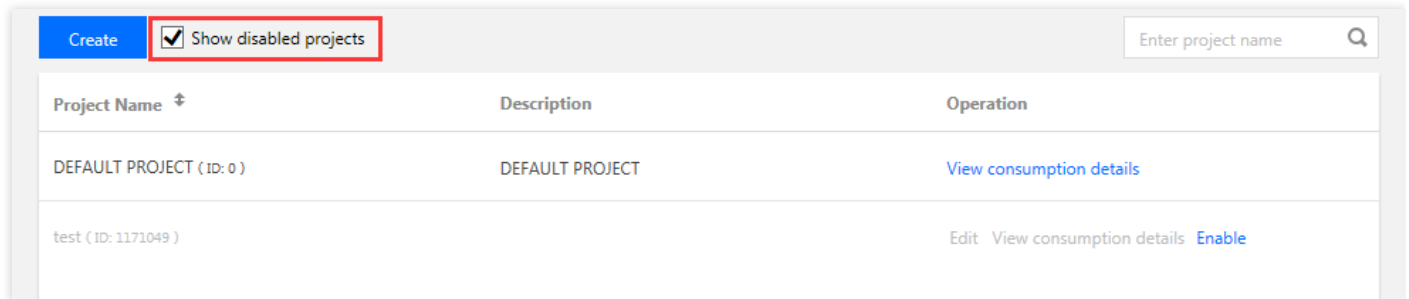 Create Show disabled projects Enter project name
Project Name Description Operation
DEFAULT PROJECT ( ID: 0 ) DEFAULT PROJECT View consumption details
test ( ID: 1171049 ) Edit View consumption details Enable